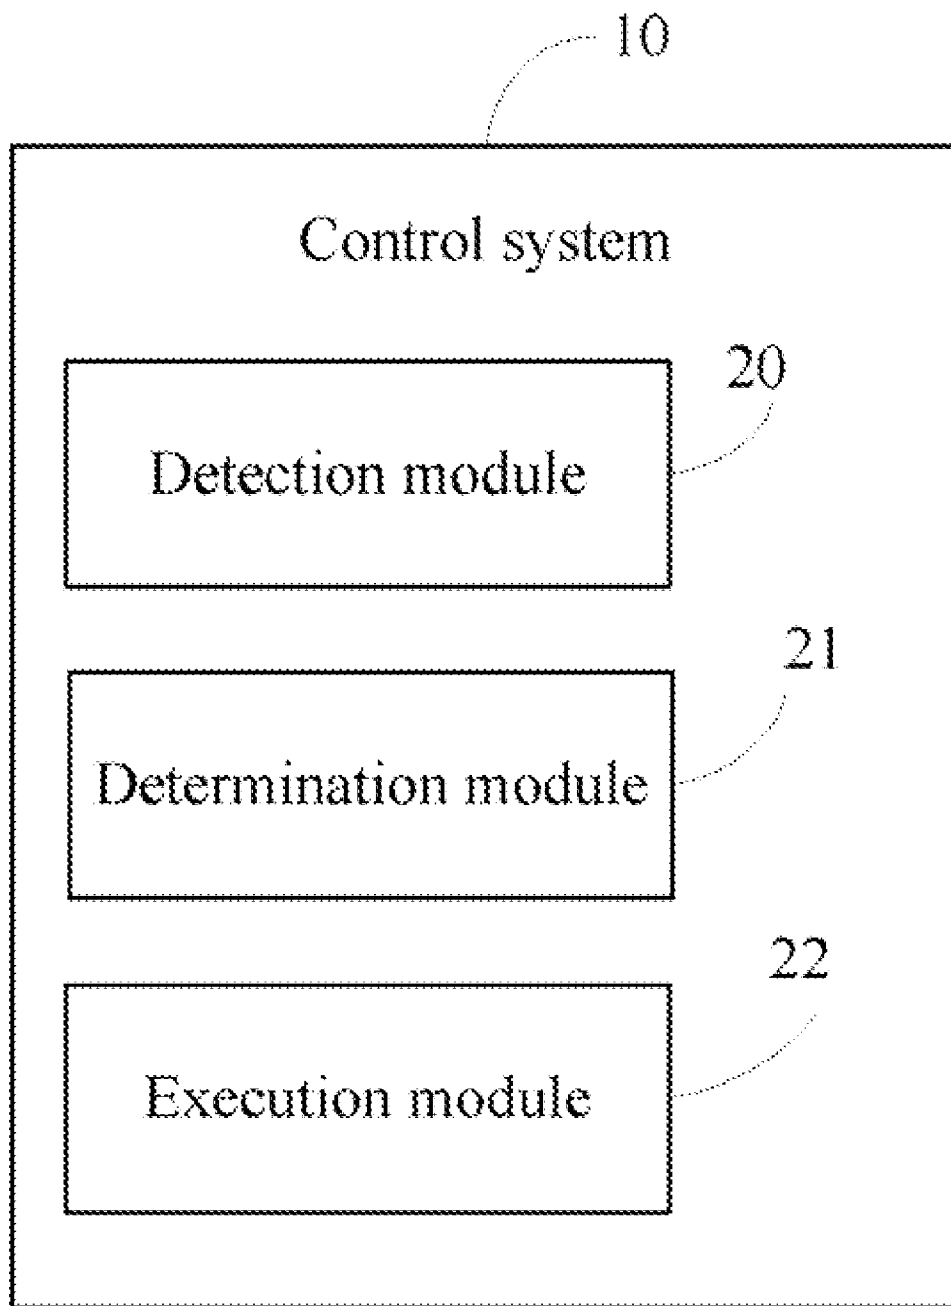 10
Control system
20
Detection module
21
Determination module
22
Execution module